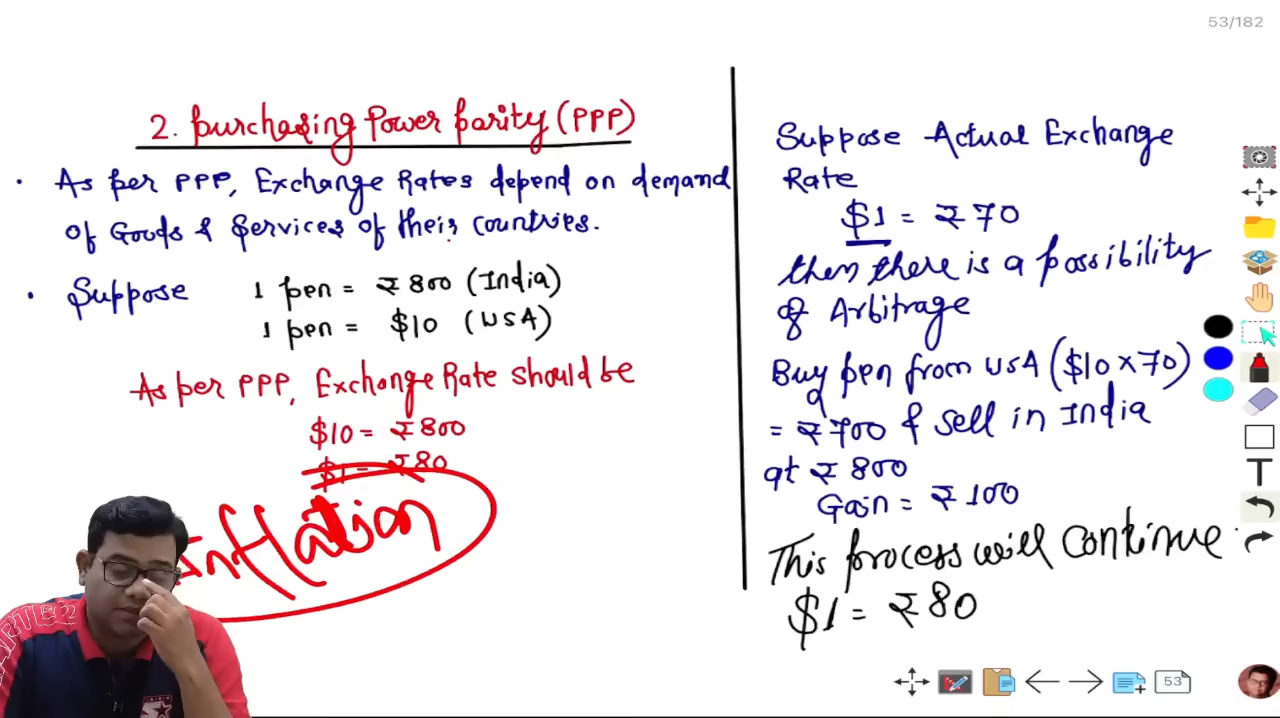 53/182
2. Purchasing Power Parity (PPP)
• As per PPP, Exchange Rates depend on demand
of Goods & Services of their countries.
• Suppose 1 pen = ₹800 (India)
1 pen = $10 (USA)
As per PPP, Exchange Rate should be
$10 = ₹800
$1 = ₹80
Inflation
Suppose Actual Exchange
Rate
$1 = ₹70
then there is a possibility
of Arbitrage
Buy pen from USA ($10 × 70)
= ₹700 & sell in India
at ₹800
Gain = ₹100
This process will continue
$1 = ₹80
T
53